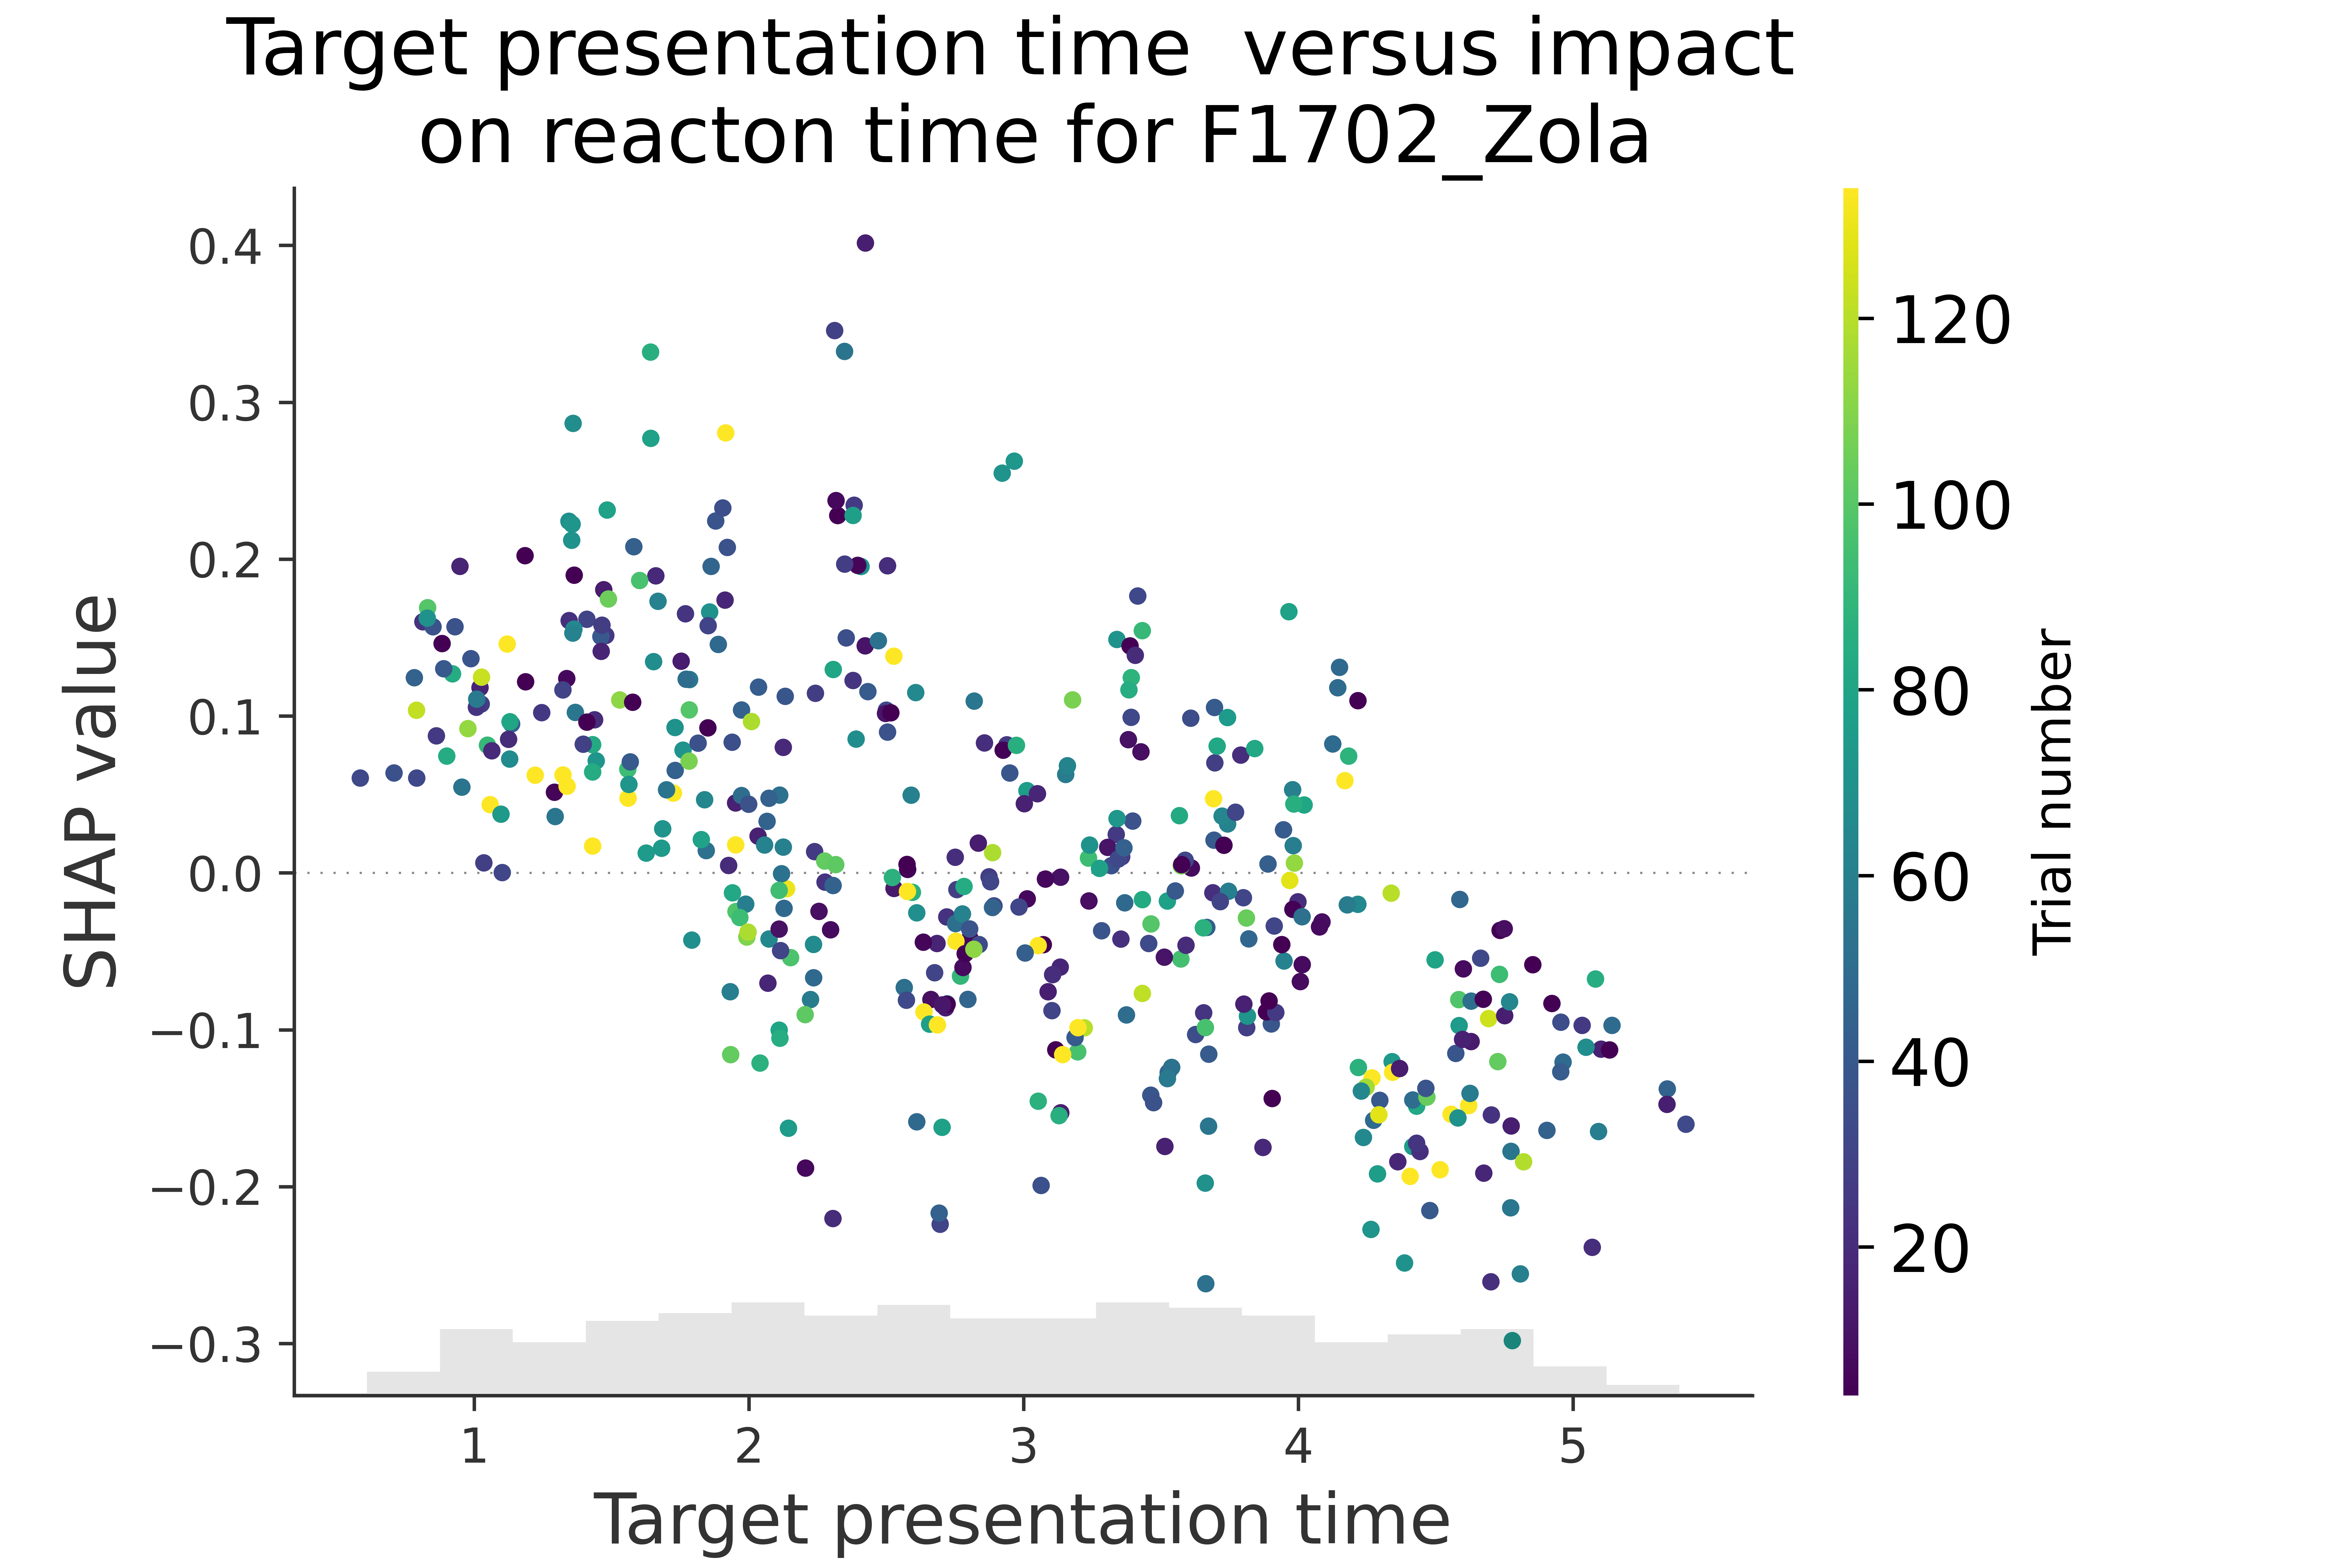 Target presentation time  versus impact
on reacton time for F1702_Zola
0.4
0.3
0.2
0.1
0.0
−0.1
−0.2
−0.3
SHAP value
1 2 3 4 5
Target presentation time
120
100
80
60
40
20
Trial number